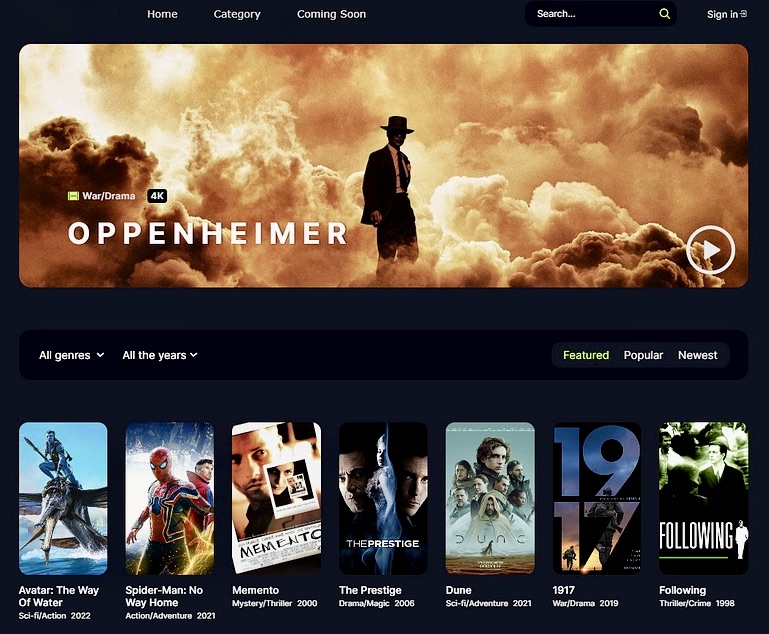 Home Category Coming Soon Search... Sign in
War/Drama 4K
OPPENHEIMER
All genres All the years Featured Popular Newest
MEMENTO
THEPRESTIGE
DUNC
19
17
FOLLOWING
Avatar: The Way
Of Water
Sci-fi/Action 2022
Spider-Man: No
Way Home
Action/Adventure 2021
Memento
Mystery/Thriller 2000
The Prestige
Drama/Magic 2006
Dune
Sci-fi/Adventure 2021
1917
War/Drama 2019
Following
Thriller/Crime 1998